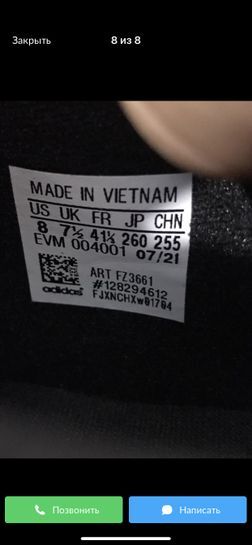 Закрыть
8 из 8
MADE IN VIETNAM
US UK FR JP CHN
8 7½ 41⅓ 260 255
EVM 004001 07/21
ART FZ3661
#128294612
adidas FJXNCHXw01704
Позвонить
Написать